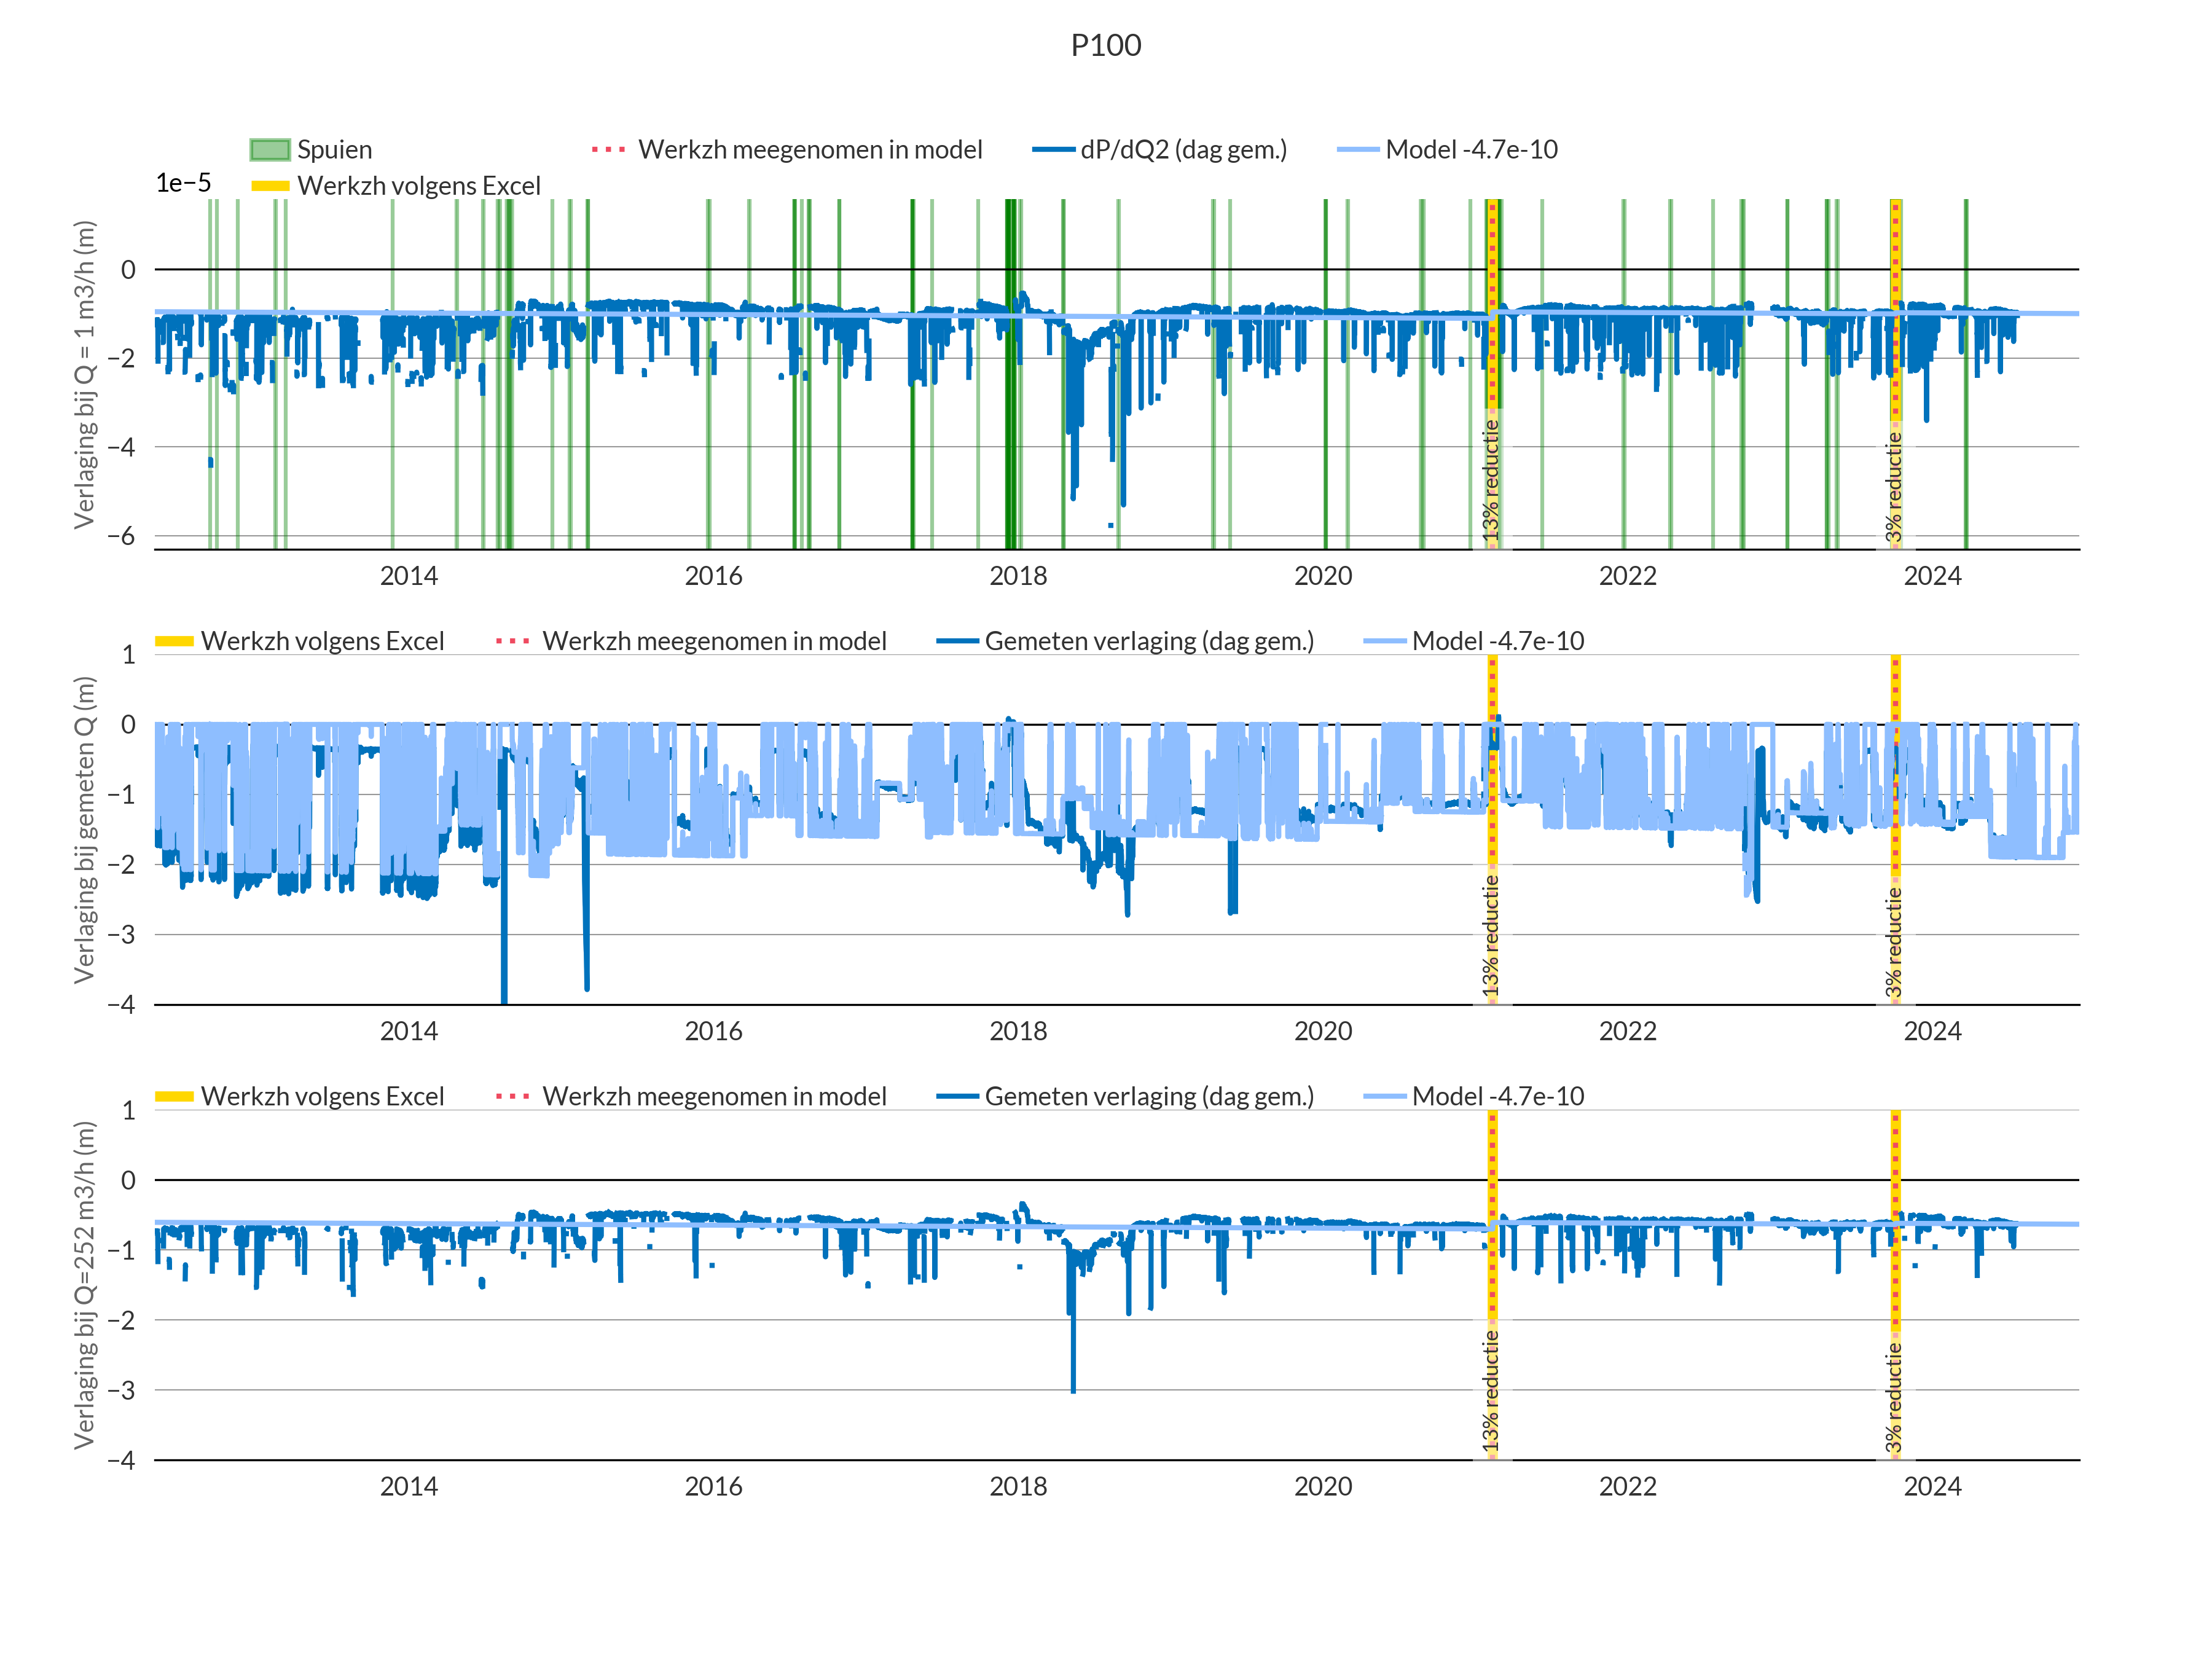 P100
Spuien
Werkzh meegenomen in model
dP/dQ2 (dag gem.)
Model -4.7e-10
Werkzh volgens Excel
1e−5
Verlaging bij Q = 1 m3/h (m)
0
−2
−4
−6
13% reductie
3% reductie
2014 2016 2018 2020 2022 2024
Werkzh volgens Excel
Werkzh meegenomen in model
Gemeten verlaging (dag gem.)
Model -4.7e-10
Verlaging bij gemeten Q (m)
1
0
−1
−2
−3
−4
13% reductie
3% reductie
2014 2016 2018 2020 2022 2024
Werkzh volgens Excel
Werkzh meegenomen in model
Gemeten verlaging (dag gem.)
Model -4.7e-10
Verlaging bij Q=252 m3/h (m)
1
0
−1
−2
−3
−4
13% reductie
3% reductie
2014 2016 2018 2020 2022 2024